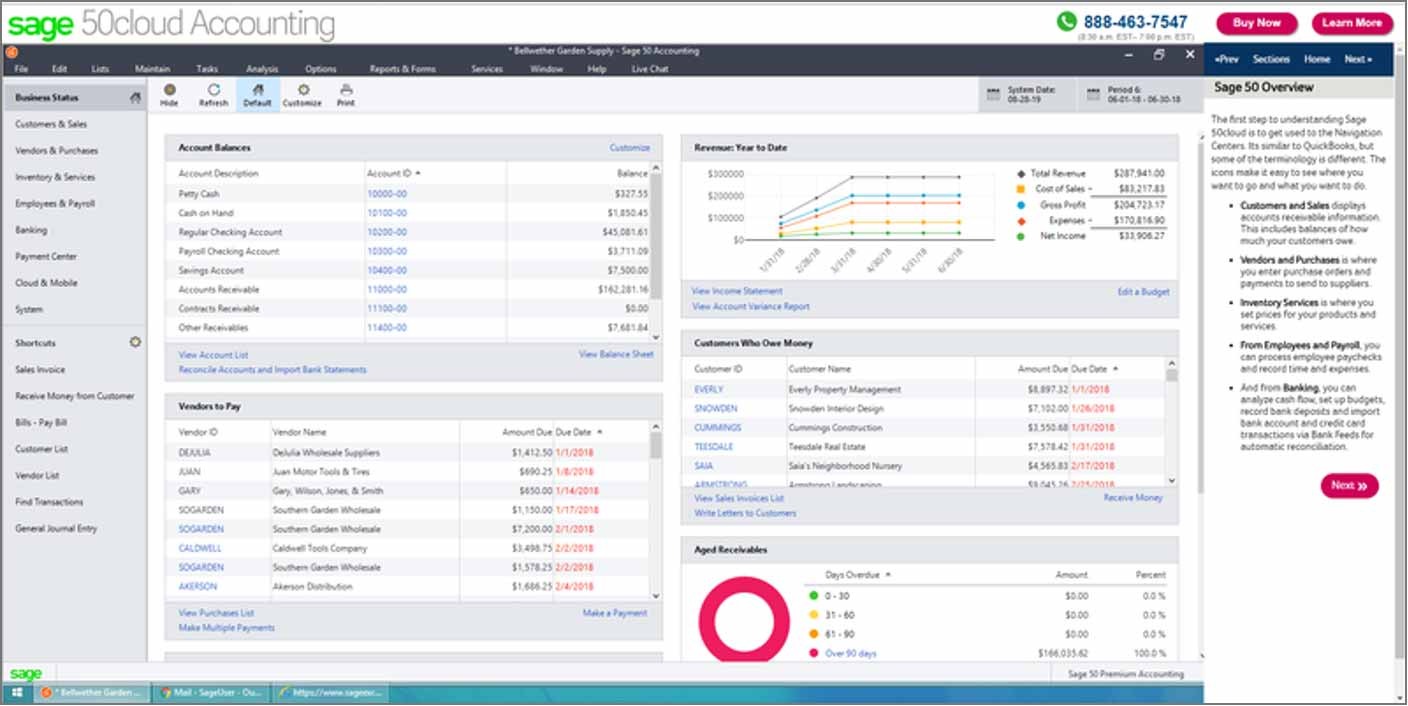 sage 50cloud Accounting
888-463-7547
(8:30 a.m. EST– 7:00 p.m. EST)
Buy Now
Learn More
* Bellwether Garden Supply - Sage 50 Accounting
File Edit Lists Maintain Tasks Analysis Options Reports & Forms Services Window Help Live Chat
«Prev Sections Home Next »
Business Status
Customers & Sales
Vendors & Purchases
Inventory & Services
Employees & Payroll
Banking
Payment Center
Cloud & Mobile
System
Shortcuts
Sales Invoice
Receive Money from Customer
Bills - Pay Bill
Customer List
Vendor List
Find Transactions
General Journal Entry
Hide Refresh Default Customize Print
System Date:
08-28-19
Period 6:
06-01-18 - 06-30-18
Account Balances Customize
Account Description Account ID Balance
Petty Cash 10000-00 $327.55
Cash on Hand 10100-00 $1,850.45
Regular Checking Account 10200-00 $45,081.61
Payroll Checking Account 10300-00 $3,711.09
Savings Account 10400-00 $7,500.00
Accounts Receivable 11000-00 $162,281.16
Contracts Receivable 11100-00 $0.00
Other Receivables 11400-00 $7,681.84
View Account List View Balance Sheet
Reconcile Accounts and Import Bank Statements
Vendors to Pay
Vendor ID Vendor Name Amount Due Due Date
DEJULIA DeJulia Wholesale Suppliers $1,412.50 1/1/2018
JUAN Juan Motor Tools & Tires $690.25 1/8/2018
GARY Gary, Wilson, Jones, & Smith $650.00 1/14/2018
SOGARDEN Southern Garden Wholesale $1,150.00 1/17/2018
SOGARDEN Southern Garden Wholesale $7,200.00 2/1/2018
CALDWELL Caldwell Tools Company $3,498.75 2/2/2018
SOGARDEN Southern Garden Wholesale $1,578.25 2/2/2018
AKERSON Akerson Distribution $1,686.25 2/4/2018
View Purchases List Make a Payment
Make Multiple Payments
Revenue: Year to Date
$300000
$200000
$100000
$0
1/31/18 2/28/18 3/31/18 4/30/18 5/31/18 6/30/18
Total Revenue $287,941.00
Cost of Sales - $83,217.83
Gross Profit $204,723.17
Expenses - $170,816.90
Net Income $33,906.27
View Income Statement Edit a Budget
View Account Variance Report
Customers Who Owe Money
Customer ID Customer Name Amount Due Due Date
EVERLY Everly Property Management $8,897.32 1/1/2018
SNOWDEN Snowden Interior Design $7,102.00 1/26/2018
CUMMINGS Cummings Construction $3,550.68 1/31/2018
TEESDALE Teesdale Real Estate $7,578.42 1/31/2018
SAIA Saia's Neighborhood Nursery $4,565.83 2/17/2018
ARMSTRONG Armstrong Landscaping $9,045.26 2/25/2018
View Sales Invoices List Receive Money
Write Letters to Customers
Aged Receivables
Days Overdue Amount Percent
0 - 30 $0.00 0.0 %
31 - 60 $0.00 0.0 %
61 - 90 $0.00 0.0 %
Over 90 days $166,035.62 100.0 %
Sage 50 Overview
The first step to understanding Sage
50cloud is to get used to the Navigation
Centers. Its similar to QuickBooks, but
some of the terminology is different. The
icons make it easy to see where you
want to go and what you want to do.
• Customers and Sales displays
accounts receivable information.
This includes balances of how
much your customers owe.
• Vendors and Purchases is where
you enter purchase orders and
payments to send to suppliers.
• Inventory Services is where you
set prices for your products and
services.
• From Employees and Payroll, you
can process employee paychecks
and record time and expenses.
• And from Banking, you can
analyze cash flow, set up budgets,
record bank deposits and import
bank account and credit card
transactions via Bank Feeds for
automatic reconciliation.
Next »
sage
Sage 50 Premium Accounting
* Bellwether Garden ... Mail - SageUser - Ou... https://www.sageexc...